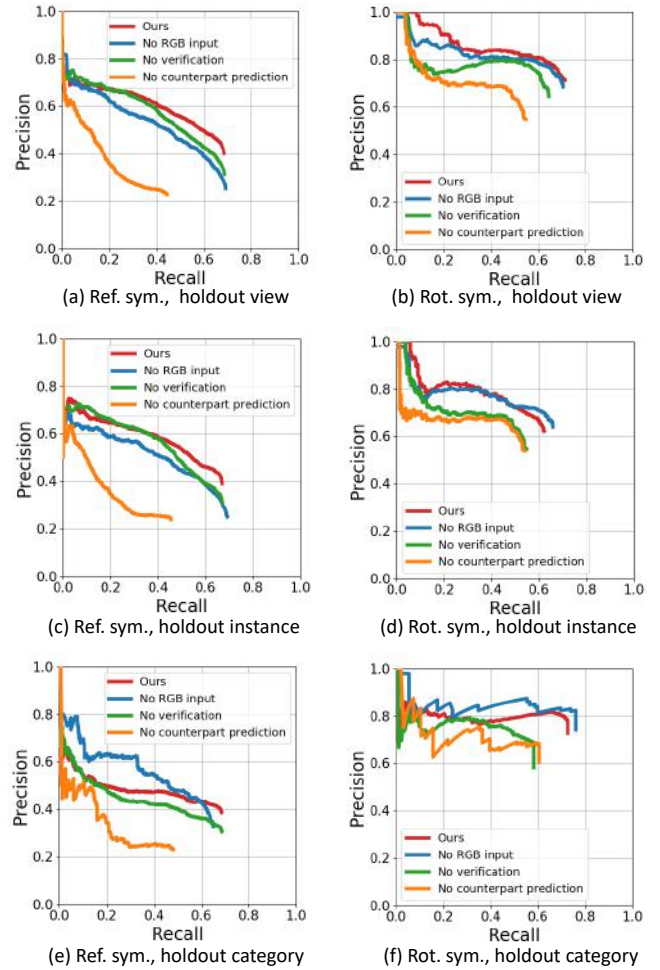 Precision
1.0
0.8
0.6
0.4
0.2
0.0
Ours
No RGB input
No verification
No counterpart prediction
0.0 0.2 0.4 0.6 0.8 1.0
Recall
(a) Ref. sym., holdout view
Precision
1.0
0.8
0.6
0.4
0.2
0.0
Ours
No RGB input
No verification
No counterpart prediction
0.0 0.2 0.4 0.6 0.8 1.0
Recall
(b) Rot. sym., holdout view
Precision
1.0
0.8
0.6
0.4
0.2
0.0
Ours
No RGB input
No verification
No counterpart prediction
0.0 0.2 0.4 0.6 0.8 1.0
Recall
(c) Ref. sym., holdout instance
Precision
1.0
0.8
0.6
0.4
0.2
0.0
Ours
No RGB input
No verification
No counterpart prediction
0.0 0.2 0.4 0.6 0.8 1.0
Recall
(d) Rot. sym., holdout instance
Precision
1.0
0.8
0.6
0.4
0.2
0.0
Ours
No RGB input
No verification
No counterpart prediction
0.0 0.2 0.4 0.6 0.8 1.0
Recall
(e) Ref. sym., holdout category
Precision
1.0
0.8
0.6
0.4
0.2
0.0
Ours
No RGB input
No verification
No counterpart prediction
0.0 0.2 0.4 0.6 0.8 1.0
Recall
(f) Rot. sym., holdout category